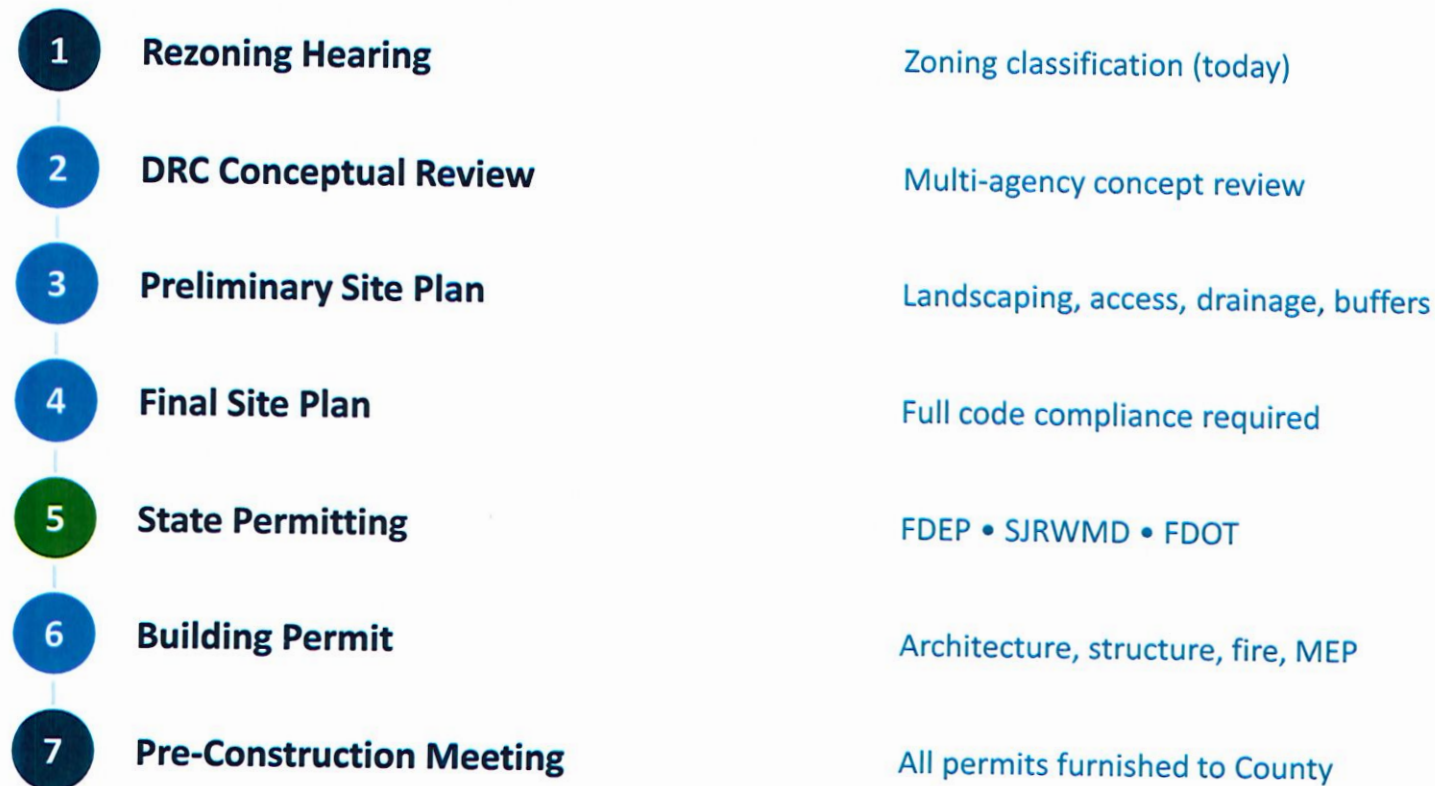 1 Rezoning Hearing Zoning classification (today)
2 DRC Conceptual Review Multi-agency concept review
3 Preliminary Site Plan Landscaping, access, drainage, buffers
4 Final Site Plan Full code compliance required
5 State Permitting FDEP • SJRWMD • FDOT
6 Building Permit Architecture, structure, fire, MEP
7 Pre-Construction Meeting All permits furnished to County